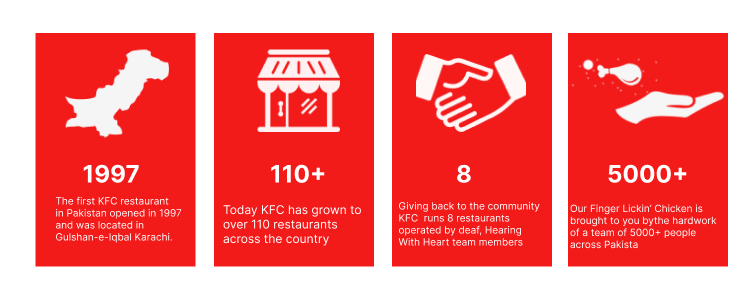 1997
The first KFC restaurant
in Pakistan opened in 1997
and was located in
Gulshan-e-Iqbal Karachi.
110+
Today KFC has grown to
over 110 restaurants
across the country
8
Giving back to the community
KFC runs 8 restaurants
operated by deaf, Hearing
With Heart team members
5000+
Our Finger Lickin’ Chicken is
brought to you bythe hardwork
of a team of 5000+ people
across Pakista